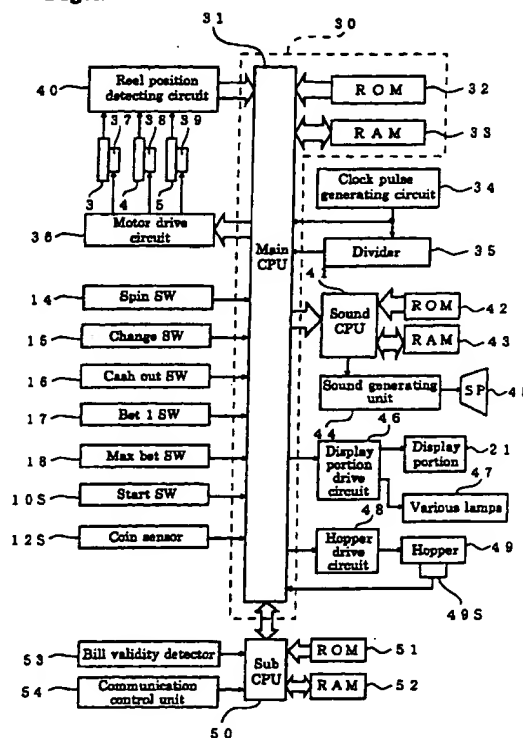 31
30
40
Reel position
detecting circuit
ROM
32
RAM
33
37
38
39
3
4
5
Clock pulse
generating circuit
34
36
Motor drive
circuit
Main
CPU
Divider
35
41
14
Spin SW
Sound
CPU
ROM
42
15
Change SW
RAM
43
16
Cash out SW
Sound generating
unit
SP
17
Bet 1 SW
44
46
18
Max bet SW
Display
portion drive
circuit
Display
portion
21
47
10S
Start SW
Various lamps
48
12S
Coin sensor
Hopper drive
circuit
Hopper
49
49S
53
Bill validity detector
Sub
CPU
ROM
51
54
Communication
control unit
RAM
52
50